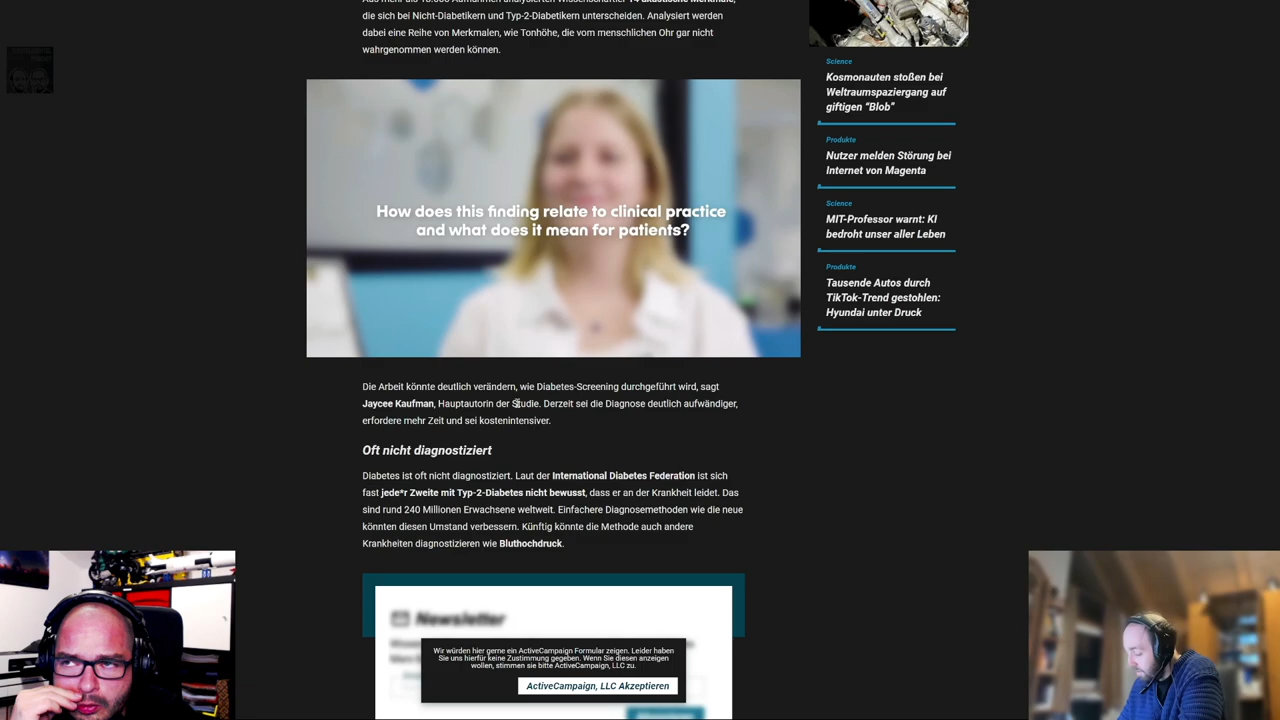 die sich bei Nicht-Diabetikern und Typ-2-Diabetikern unterscheiden. Analysiert werden
dabei eine Reihe von Merkmalen, wie Tonhöhe, die vom menschlichen Ohr gar nicht
wahrgenommen werden können.
How does this finding relate to clinical practice
and what does it mean for patients?
Die Arbeit könnte deutlich verändern, wie Diabetes-Screening durchgeführt wird, sagt
Jaycee Kaufman, Hauptautorin der Studie. Derzeit sei die Diagnose deutlich aufwändiger,
erfordere mehr Zeit und sei kostenintensiver.
Oft nicht diagnostiziert
Diabetes ist oft nicht diagnostiziert. Laut der International Diabetes Federation ist sich
fast jede*r Zweite mit Typ-2-Diabetes nicht bewusst, dass er an der Krankheit leidet. Das
sind rund 240 Millionen Erwachsene weltweit. Einfachere Diagnosemethoden wie die neue
könnten diesen Umstand verbessern. Künftig könnte die Methode auch andere
Krankheiten diagnostizieren wie Bluthochdruck.
Newsletter
Wir würden hier gerne ein ActiveCampaign Formular zeigen. Leider haben
Sie uns hierfür keine Zustimmung gegeben. Wenn Sie diesen anzeigen
wollen, stimmen sie bitte ActiveCampaign, LLC zu.
ActiveCampaign, LLC Akzeptieren
Science
Kosmonauten stoßen bei
Weltraumspaziergang auf
giftigen “Blob”
Produkte
Nutzer melden Störung bei
Internet von Magenta
Science
MIT-Professor warnt: KI
bedroht unser aller Leben
Produkte
Tausende Autos durch
TikTok-Trend gestohlen:
Hyundai unter Druck